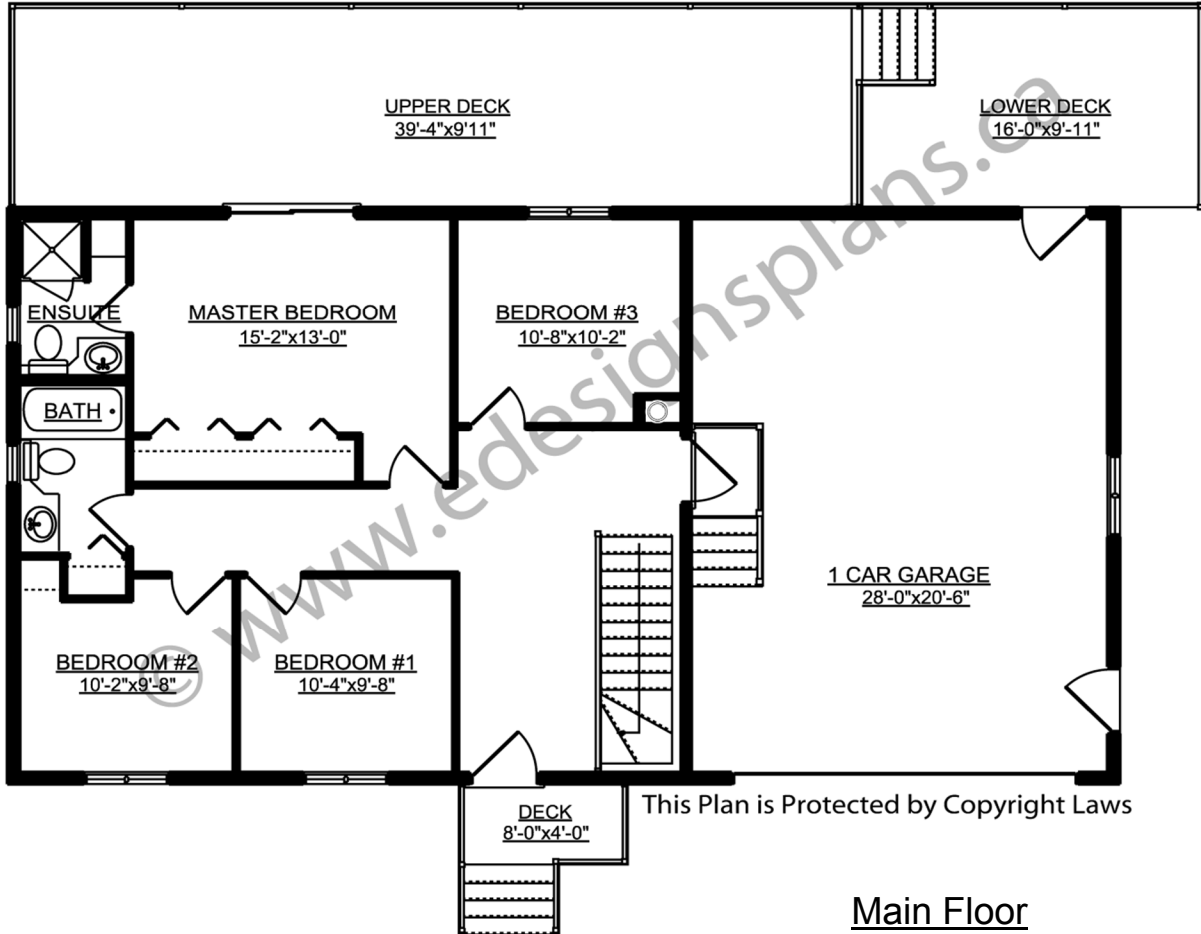 UPPER DECK
39'-4"x9'11"
LOWER DECK
16'-0"x9'-11"
ENSUITE
MASTER BEDROOM
15'-2"x13'-0"
BEDROOM #3
10'-8"x10'-2"
BATH
1 CAR GARAGE
28'-0"x20'-6"
BEDROOM #2
10'-2"x9'-8"
BEDROOM #1
10'-4"x9'-8"
© www.edesignsplans.ca
DECK
8'-0"x4'-0"
This Plan is Protected by Copyright Laws
Main Floor